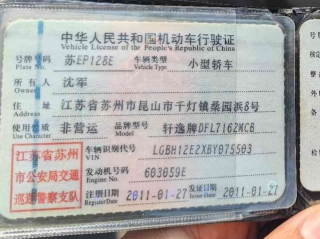 中华人民共和国机动车行驶证
Vehicle License of the People's Republic of China
号牌号码 苏EP128E 车辆类型 小型轿车
Plate No. Vehicle Type
所有人 沈军
Owner
住址 江苏省苏州市昆山市千灯镇桑园浜8号
Address
使用性质 非营运 品牌型号 轩逸牌DFL7162MCB
Use Character Model
江苏省苏州
市公安局交通
巡逻警察支队
车辆识别代号 LGBH12E2XBY075503
VIN
发动机号码 603059E
Engine No.
注册日期 2011-01-27 发证日期 2011-01-27
Register Date Issue Date